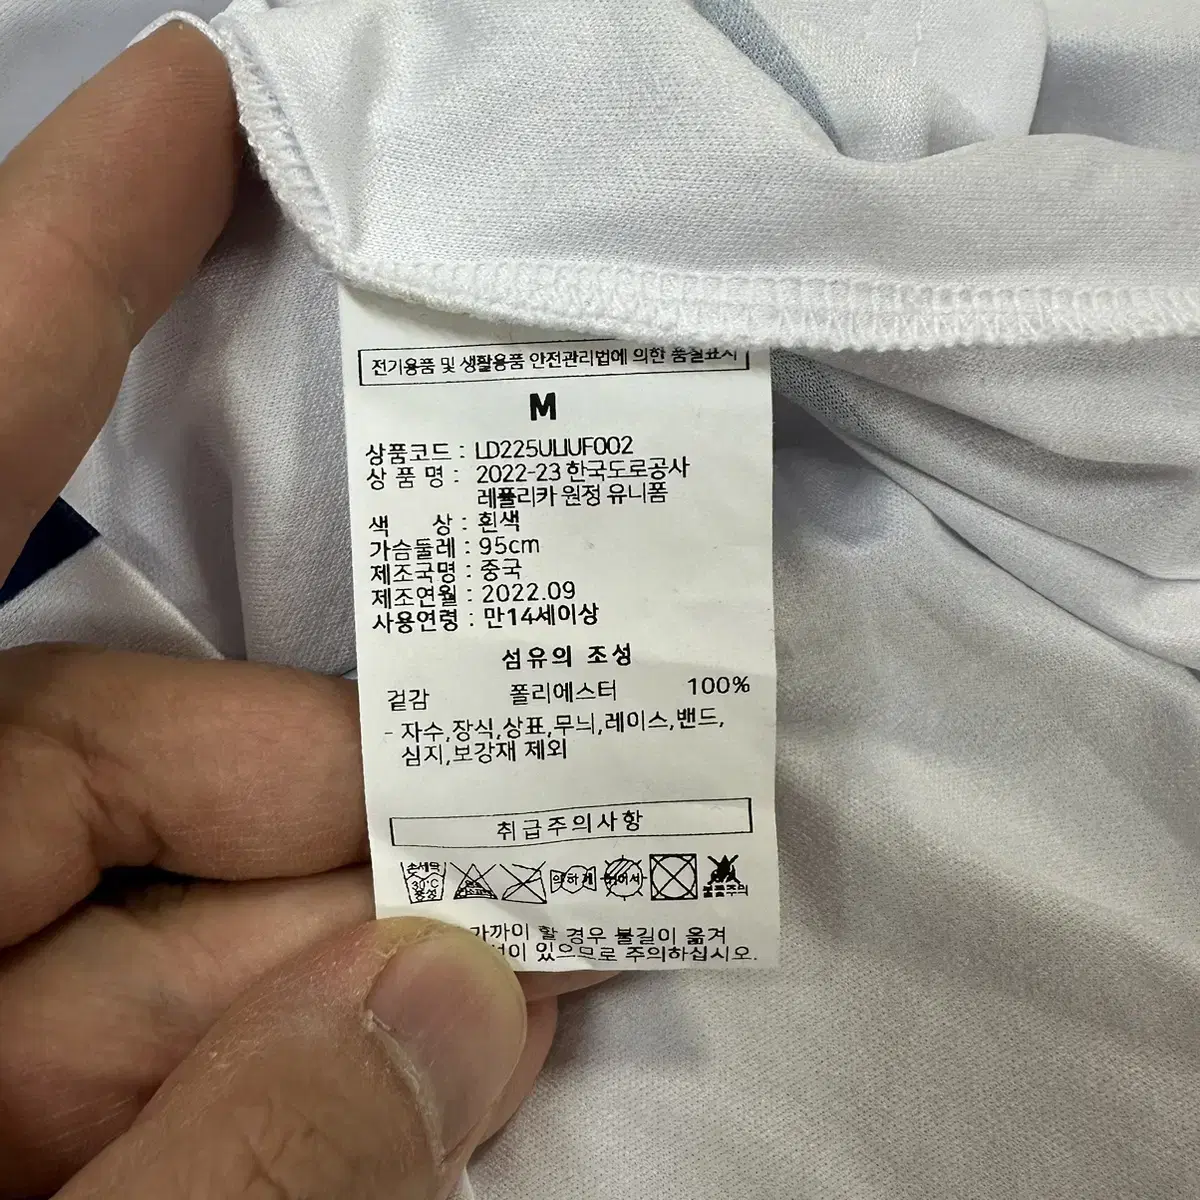 전기용품 및 생활용품 안전관리법에 의한 품질표시
M
상품코드 : LD225ULIUF002
상 품 명 : 2022-23 한국도로공사
레플리카 원정 유니폼
색 상 : 흰색
가슴둘레 : 95cm
제조국명 : 중국
제조연월 : 2022.09
사용연령 : 만14세이상
섬유의 조성
겉감 폴리에스터 100%
- 자수,장식,상표,무늬,레이스,밴드,
심지,보강재 제외
취급주의사항
손세탁
30℃
중성
약하게
불꽃주의
가까이 할 경우 불길이 옮겨
있으므로 주의하십시오.